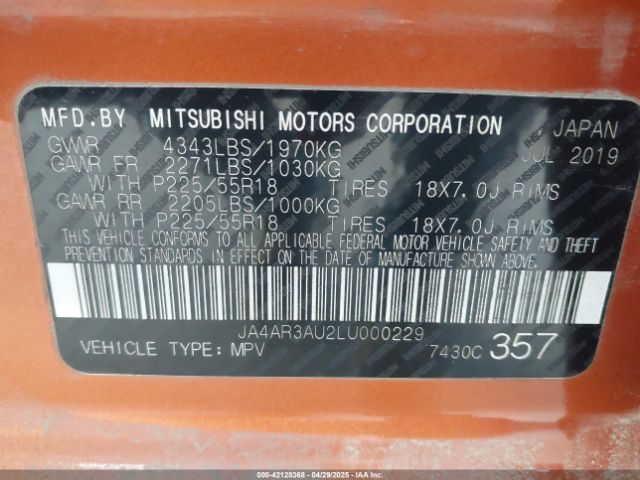 MFD.BY MITSUBISHI MOTORS CORPORATION JAPAN
GVWR 4343LBS/1970KG JUL 2019
GAWR FR 2271LBS/1030KG
WITH P225/55R18 TIRES 18X7.0J RIMS
GAWR RR 2205LBS/1000KG
WITH P225/55R18 TIRES 18X7.0J RIMS
THIS VEHICLE CONFORMS TO ALL APPLICABLE FEDERAL MOTOR VEHICLE SAFETY AND THEFT
PREVENTION STANDARDS IN EFFECT ON THE DATE OF MANUFACTURE SHOWN ABOVE.
JA4AR3AU2LU000229
VEHICLE TYPE: MPV 7430C 357
000-42128368 - 04/29/2025 - IAAI.COM